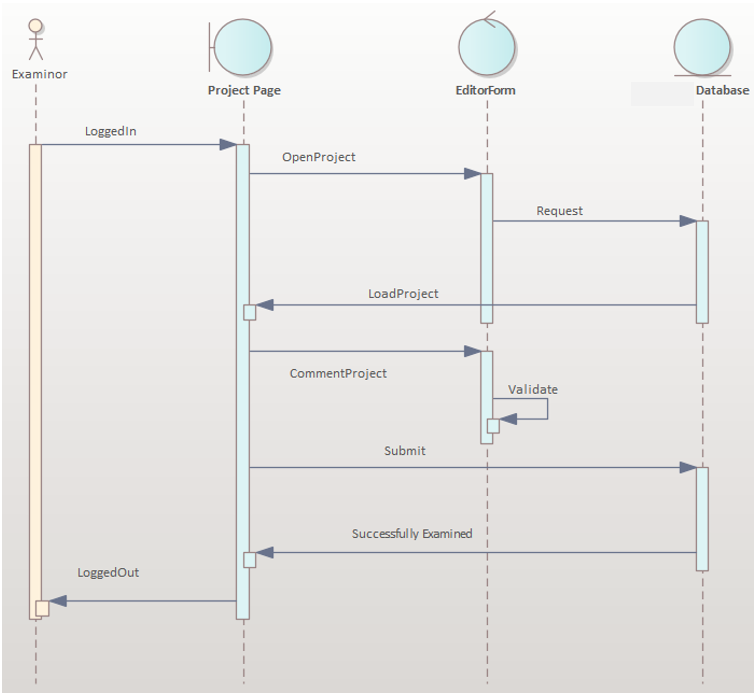 Examinor
Project Page
EditorForm
Database
LoggedIn
OpenProject
Request
LoadProject
CommentProject
Validate
Submit
Successfully Examined
LoggedOut